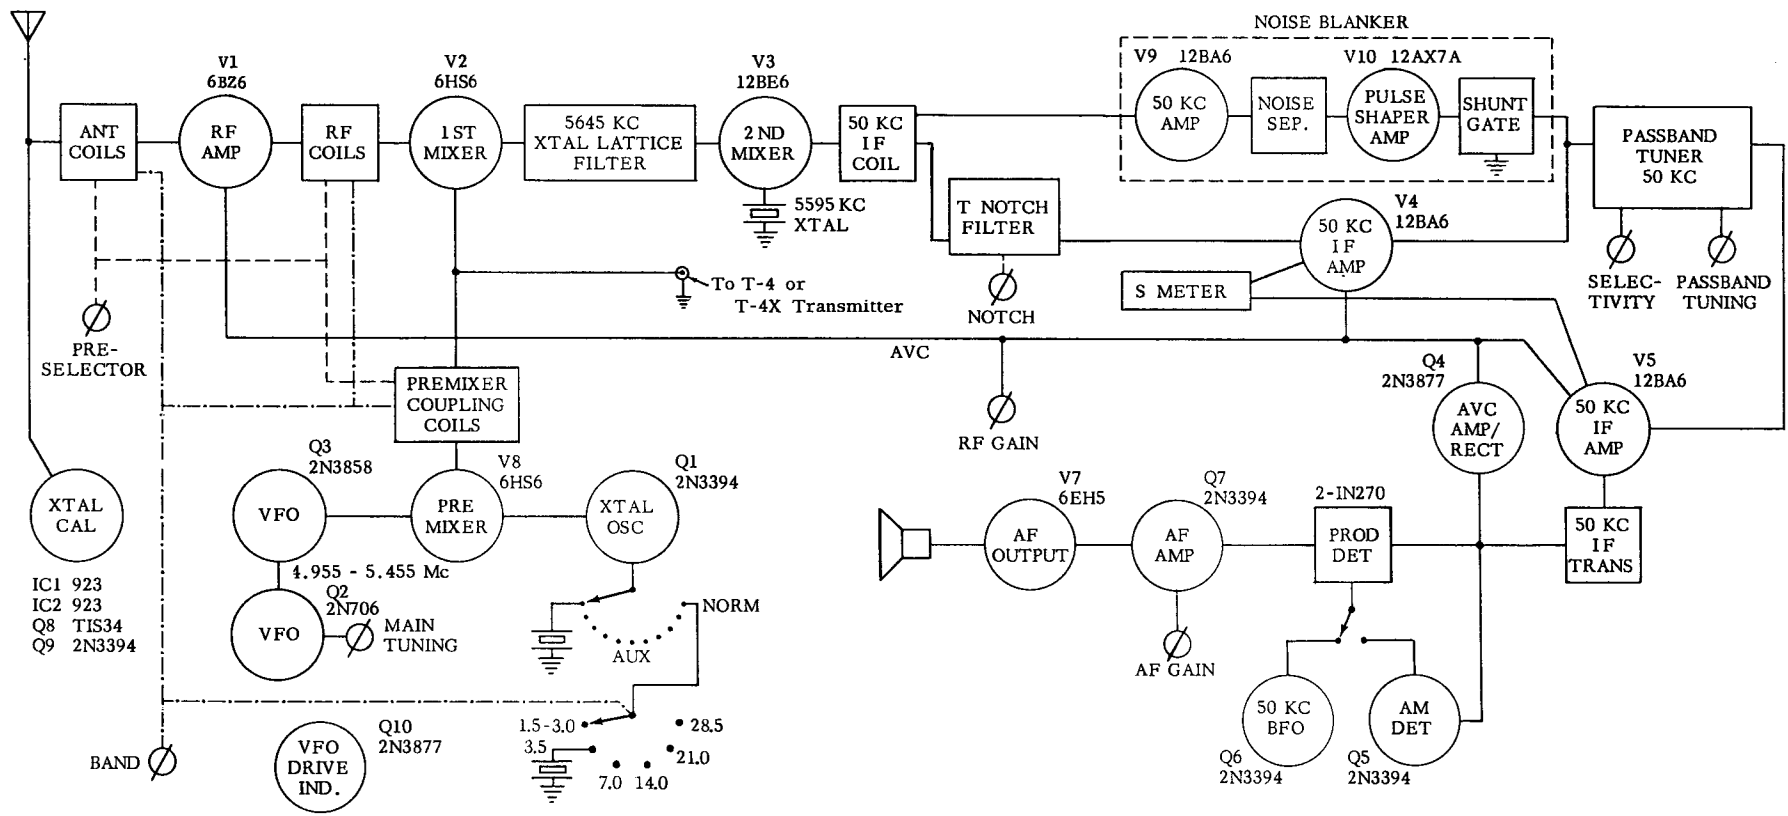 NOISE BLANKER
V1
6BZ6
V2
6HS6
V3
12BE6
V9 12BA6
V10 12AX7A
ANT
COILS
RF
AMP
RF
COILS
1ST
MIXER
5645 KC
XTAL LATTICE
FILTER
2ND
MIXER
50 KC
IF
COIL
50 KC
AMP
NOISE
SEP.
PULSE
SHAPER
AMP
SHUNT
GATE
PASSBAND
TUNER
50 KC
5595 KC
XTAL
T NOTCH
FILTER
V4
12BA6
50 KC
IF
AMP
S METER
NOTCH
SELEC-
TIVITY
PASSBAND
TUNING
To T-4 or
T-4X Transmitter
PRE-
SELECTOR
AVC
RF GAIN
PREMIXER
COUPLING
COILS
Q4
2N3877
AVC
AMP/
RECT
V5
12BA6
50 KC
IF
AMP
XTAL
CAL
Q3
2N3858
VFO
V8
6HS6
PRE
MIXER
Q1
2N3394
XTAL
OSC
V7
6EH5
AF
OUTPUT
Q7
2N3394
AF
AMP
2-IN270
PROD
DET
50 KC
IF
TRANS
4.955 - 5.455 Mc
IC1 923
IC2 923
Q8 TIS34
Q9 2N3394
Q2
2N706
VFO
MAIN
TUNING
NORM
AUX
AF GAIN
50 KC
BFO
Q6
2N3394
AM
DET
Q5
2N3394
BAND
VFO
DRIVE
IND.
Q10
2N3877
1.5-3.0
3.5
7.0
14.0
21.0
28.5